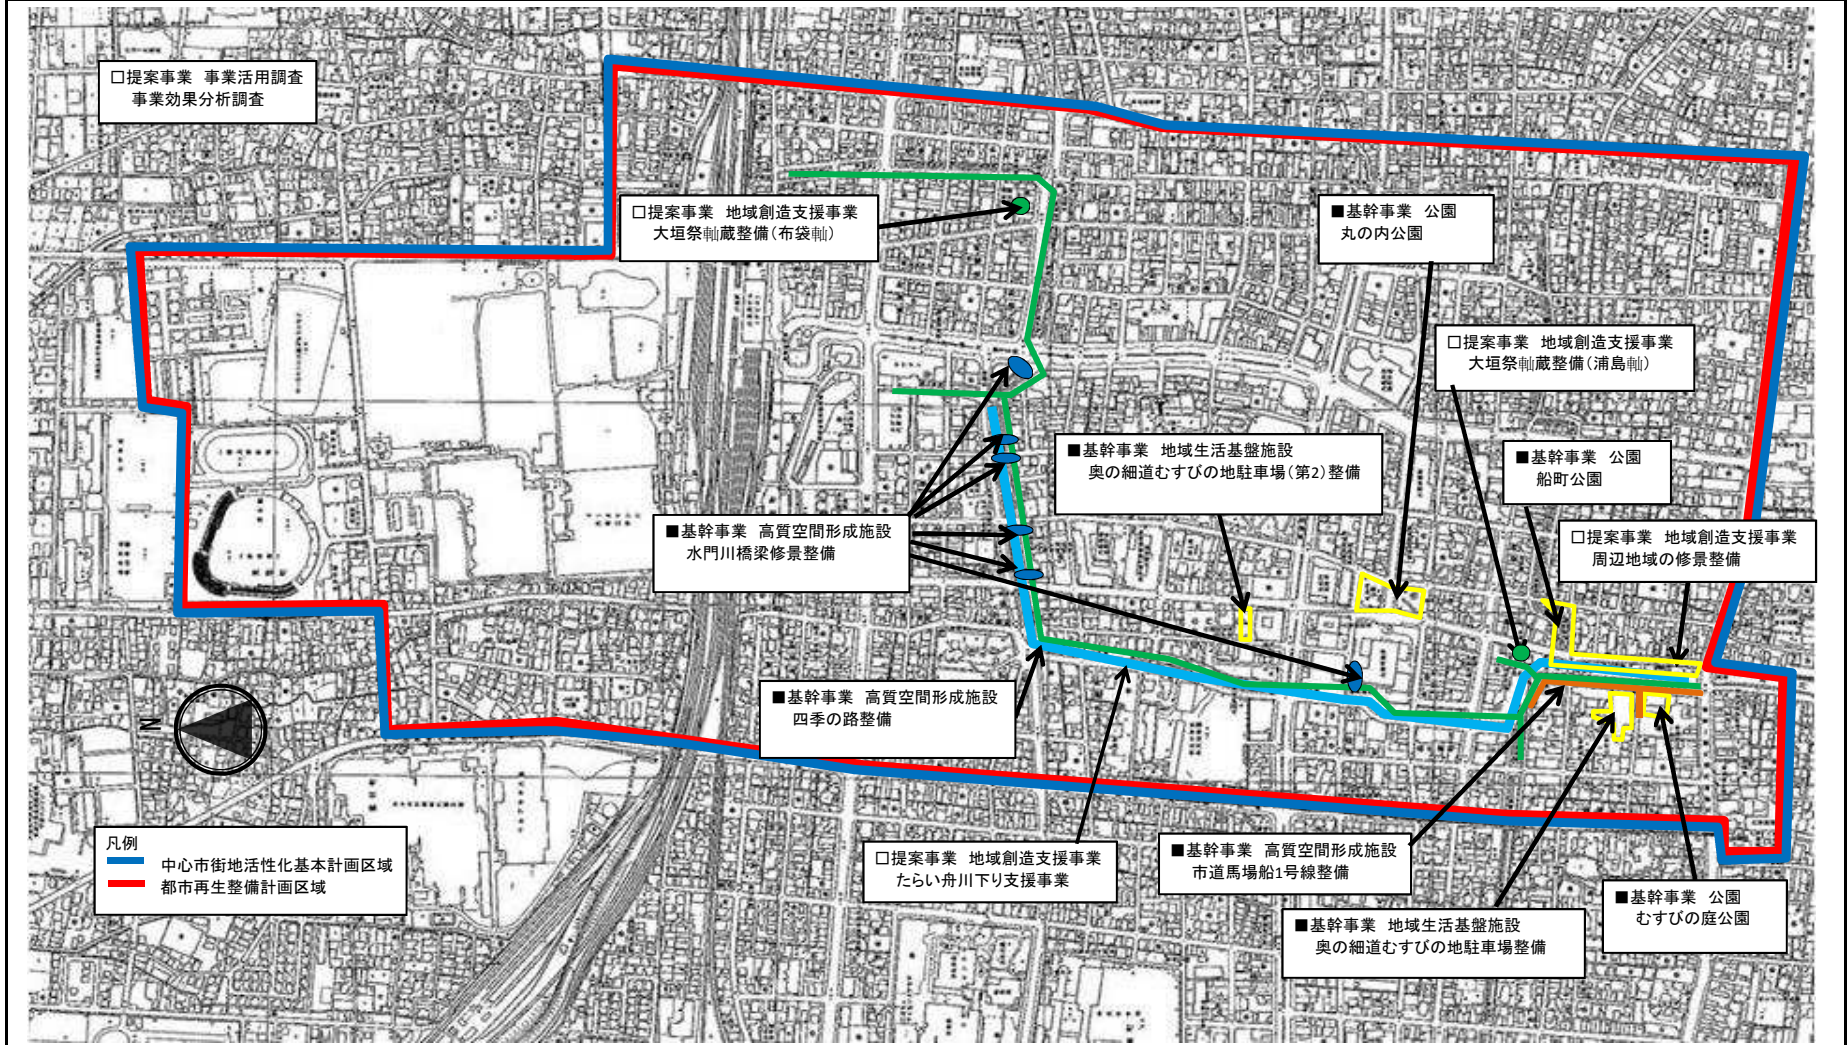 □提案事業 事業活用調査
事業効果分析調査
□提案事業 地域創造支援事業
大垣祭軕蔵整備(布袋軕)
■基幹事業 公園
丸の内公園
□提案事業 地域創造支援事業
大垣祭軕蔵整備(浦島軕)
■基幹事業 地域生活基盤施設
奥の細道むすびの地駐車場(第2)整備
■基幹事業 公園
船町公園
■基幹事業 高質空間形成施設
水門川橋梁修景整備
□提案事業 地域創造支援事業
周辺地域の修景整備
■基幹事業 高質空間形成施設
四季の路整備
N
凡例
中心市街地活性化基本計画区域
都市再生整備計画区域
□提案事業 地域創造支援事業
たらい舟川下り支援事業
■基幹事業 高質空間形成施設
市道馬場船1号線整備
■基幹事業 地域生活基盤施設
奥の細道むすびの地駐車場整備
■基幹事業 公園
むすびの庭公園